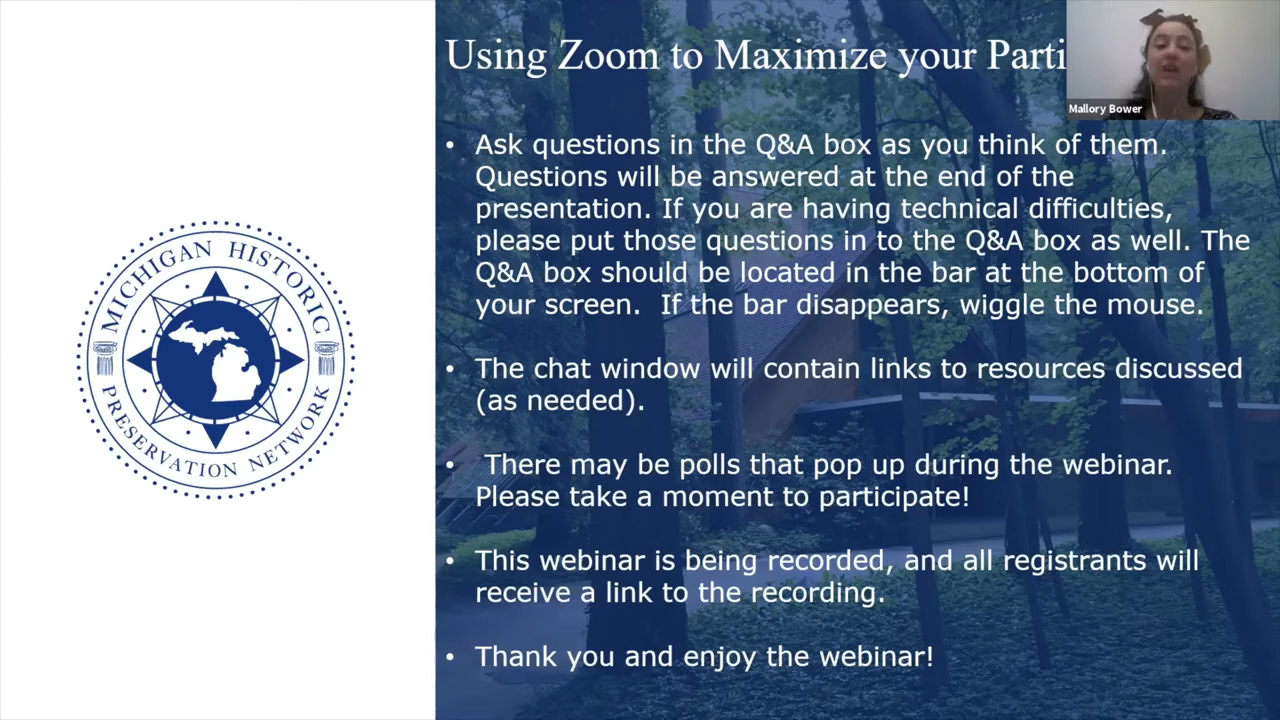 Using Zoom to Maximize your Parti
Mallory Bower
• Ask questions in the Q&A box as you think of them.
Questions will be answered at the end of the
presentation. If you are having technical difficulties,
please put those questions in to the Q&A box as well. The
Q&A box should be located in the bar at the bottom of
your screen. If the bar disappears, wiggle the mouse.
• The chat window will contain links to resources discussed
(as needed).
• There may be polls that pop up during the webinar.
Please take a moment to participate!
• This webinar is being recorded, and all registrants will
receive a link to the recording.
• Thank you and enjoy the webinar!
MICHIGAN HISTORIC
PRESERVATION NETWORK